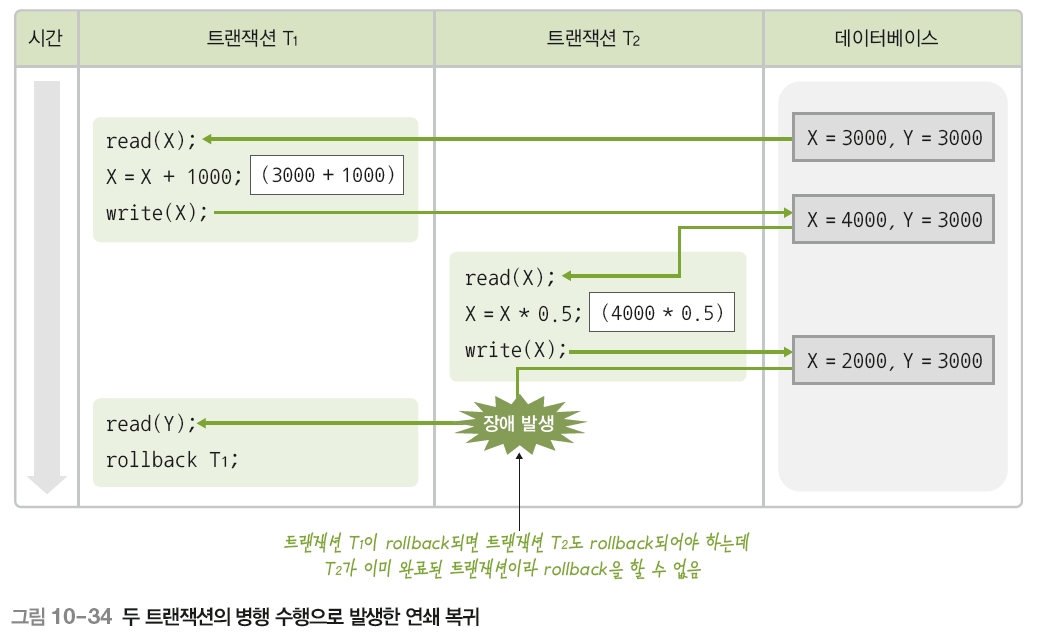 시간 트랜잭션 T1 트랜잭션 T2 데이터베이스
read(X);
X = X + 1000; (3000 + 1000)
write(X);
X = 3000, Y = 3000
X = 4000, Y = 3000
read(X);
X = X * 0.5; (4000 * 0.5)
write(X);
X = 2000, Y = 3000
read(Y);
rollback T1;
장애 발생
트랜잭션 T1이 rollback되면 트랜잭션 T2도 rollback되어야 하는데
T2가 이미 완료된 트랜잭션이라 rollback을 할 수 없음
그림 10-34 두 트랜잭션의 병행 수행으로 발생한 연쇄 복귀